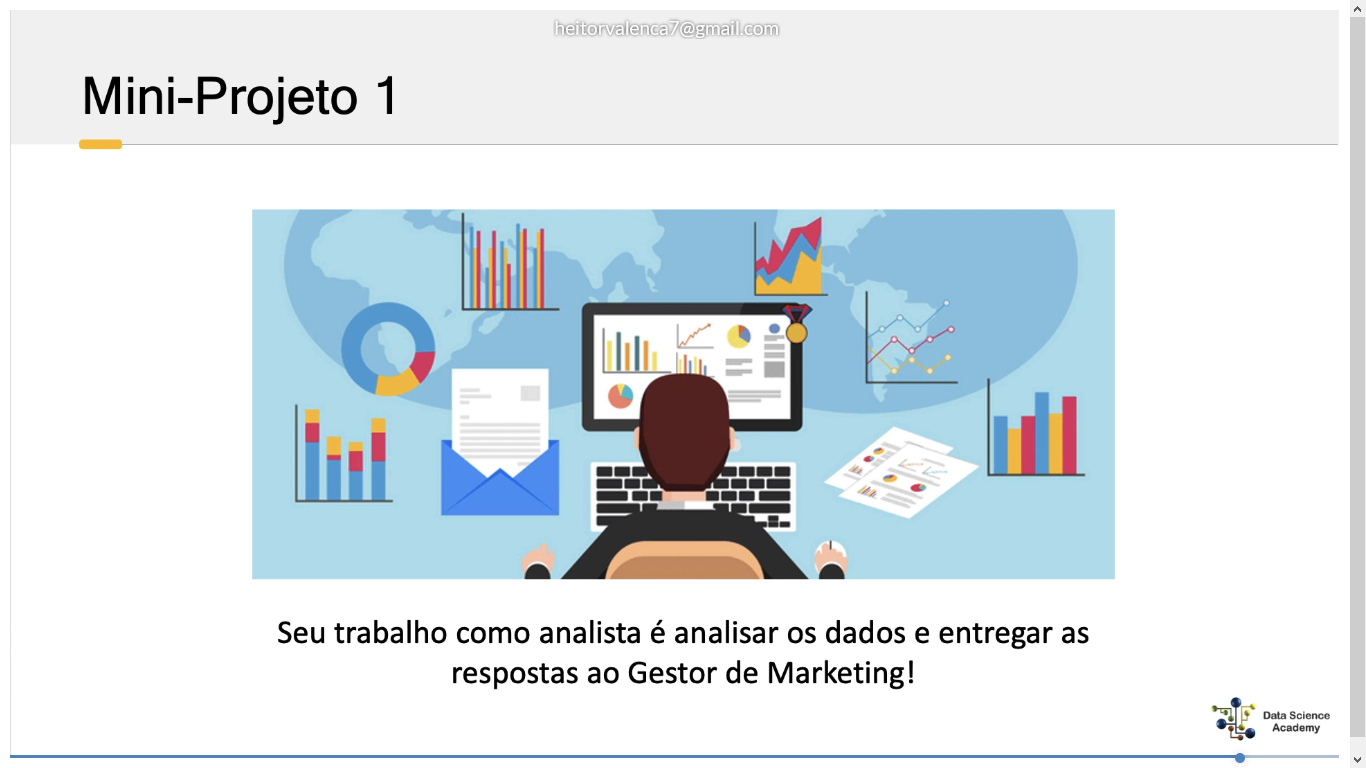 heitorvalenca7@gmail.com
Mini-Projeto 1
Seu trabalho como analista é analisar os dados e entregar as
respostas ao Gestor de Marketing!
Data Science
Academy